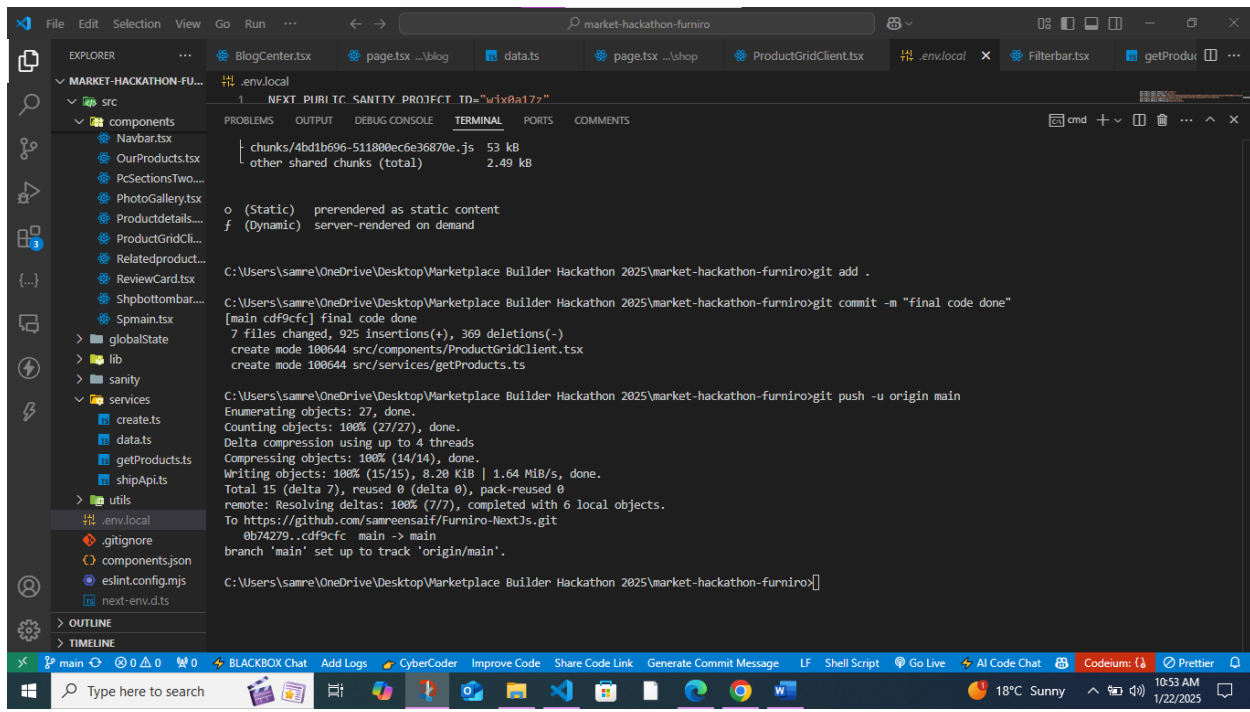 File Edit Selection View Go Run ··· market-hackathon-furniro
EXPLORER ···
BlogCenter.tsx page.tsx ...\blog data.ts page.tsx ...\shop ProductGridClient.tsx .env.local Filterbar.tsx getProduc ···
MARKET-HACKATHON-FU...
.env.local
1 NEXT_PUBLIC_SANITY_PROJECT_ID="wjx0a17z"
src
components
Navbar.tsx
OurProducts.tsx
PcSectionsTwo....
PhotoGallery.tsx
Productdetails....
ProductGridCli...
Relatedproduct...
ReviewCard.tsx
Shpbottombar....
Spmain.tsx
globalState
lib
sanity
services
create.ts
data.ts
getProducts.ts
shipApi.ts
utils
.env.local
.gitignore
components.json
eslint.config.mjs
next-env.d.ts
OUTLINE
TIMELINE
3
PROBLEMS OUTPUT DEBUG CONSOLE TERMINAL PORTS COMMENTS cmd ···
├ chunks/4bd1b696-511800ec6e36870e.js 53 kB
└ other shared chunks (total) 2.49 kB
○ (Static) prerendered as static content
ƒ (Dynamic) server-rendered on demand
C:\Users\samre\OneDrive\Desktop\Marketplace Builder Hackathon 2025\market-hackathon-furniro>git add .
C:\Users\samre\OneDrive\Desktop\Marketplace Builder Hackathon 2025\market-hackathon-furniro>git commit -m "final code done"
[main cdf9cfc] final code done
7 files changed, 925 insertions(+), 369 deletions(-)
create mode 100644 src/components/ProductGridClient.tsx
create mode 100644 src/services/getProducts.ts
C:\Users\samre\OneDrive\Desktop\Marketplace Builder Hackathon 2025\market-hackathon-furniro>git push -u origin main
Enumerating objects: 27, done.
Counting objects: 100% (27/27), done.
Delta compression using up to 4 threads
Compressing objects: 100% (14/14), done.
Writing objects: 100% (15/15), 8.20 KiB | 1.64 MiB/s, done.
Total 15 (delta 7), reused 0 (delta 0), pack-reused 0
remote: Resolving deltas: 100% (7/7), completed with 6 local objects.
To https://github.com/samreensaif/Furniro-NextJs.git
0b74279..cdf9cfc main -> main
branch 'main' set up to track 'origin/main'.
C:\Users\samre\OneDrive\Desktop\Marketplace Builder Hackathon 2025\market-hackathon-furniro>
main 0 0 0 BLACKBOX Chat Add Logs CyberCoder Improve Code Share Code Link Generate Commit Message LF Shell Script Go Live AI Code Chat Codeium: {} Prettier
Type here to search 18°C Sunny 10:53 AM
1/22/2025